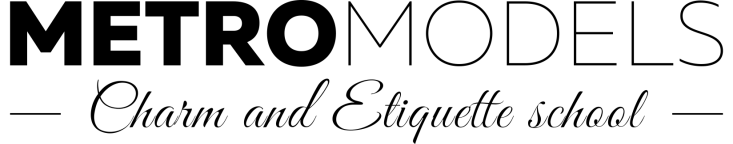 METROMODELS
Charm and Etiquette school